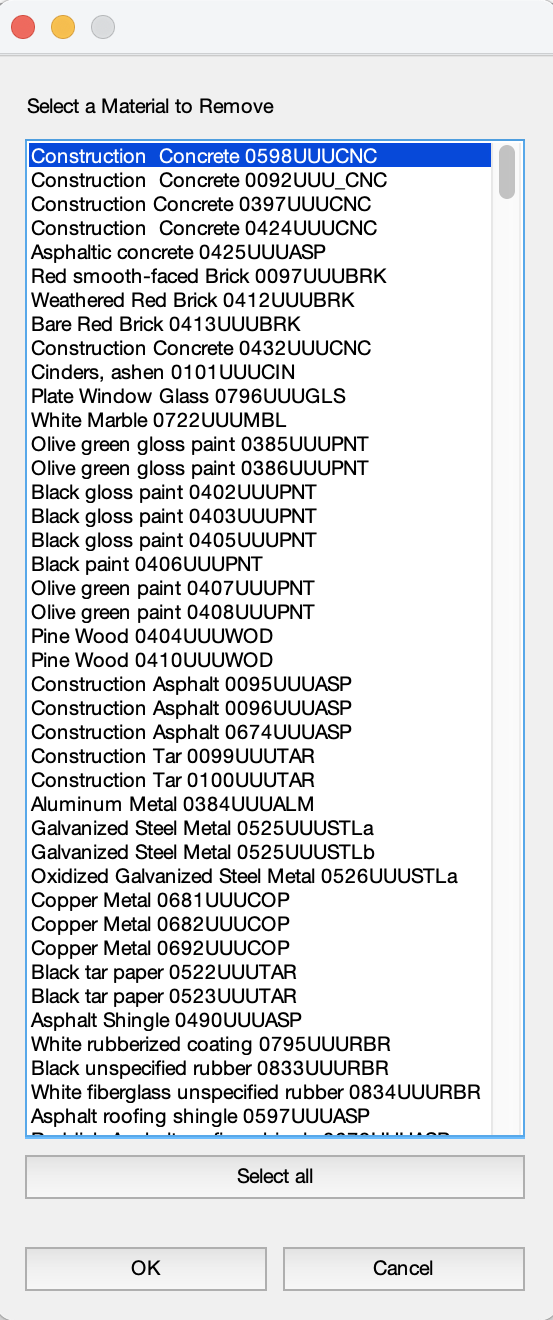 Select a Material to Remove
Construction  Concrete 0598UUUCNC
Construction  Concrete 0092UUU_CNC
Construction Concrete 0397UUUCNC
Construction  Concrete 0424UUUCNC
Asphaltic concrete 0425UUUASP
Red smooth-faced Brick 0097UUUBRK
Weathered Red Brick 0412UUUBRK
Bare Red Brick 0413UUUBRK
Construction Concrete 0432UUUCNC
Cinders, ashen 0101UUUCIN
Plate Window Glass 0796UUUGLS
White Marble 0722UUUMBL
Olive green gloss paint 0385UUUPNT
Olive green gloss paint 0386UUUPNT
Black gloss paint 0402UUUPNT
Black gloss paint 0403UUUPNT
Black gloss paint 0405UUUPNT
Black paint 0406UUUPNT
Olive green paint 0407UUUPNT
Olive green paint 0408UUUPNT
Pine Wood 0404UUUWOD
Pine Wood 0410UUUWOD
Construction Asphalt 0095UUUASP
Construction Asphalt 0096UUUASP
Construction Asphalt 0674UUUASP
Construction Tar 0099UUUTAR
Construction Tar 0100UUUTAR
Aluminum Metal 0384UUUALM
Galvanized Steel Metal 0525UUUSTLa
Galvanized Steel Metal 0525UUUSTLb
Oxidized Galvanized Steel Metal 0526UUUSTLa
Copper Metal 0681UUUCOP
Copper Metal 0682UUUCOP
Copper Metal 0692UUUCOP
Black tar paper 0522UUUTAR
Black tar paper 0523UUUTAR
Asphalt Shingle 0490UUUASP
White rubberized coating 0795UUURBR
Black unspecified rubber 0833UUURBR
White fiberglass unspecified rubber 0834UUURBR
Asphalt roofing shingle 0597UUUASP
Select all
OK
Cancel